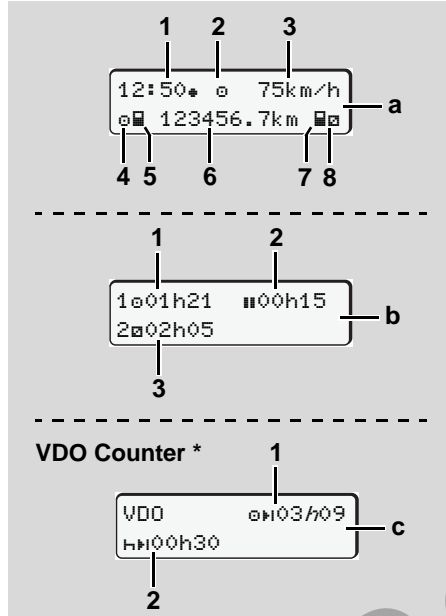 1 2 3
12:50● ⊙ 75km/h
a
⊙ 123456.7km
4 5 6 7 8
1 2
1⊙01h21 00h15
b
2⧄02h05
3
VDO Counter *
1
VDO ⊙03h09
c
00h30
2